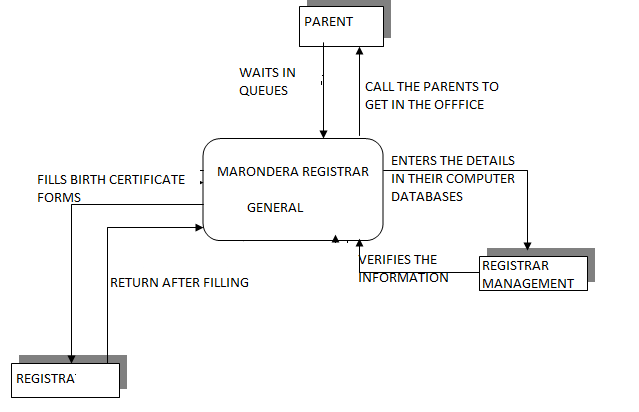 PARENT
WAITS IN
QUEUES
CALL THE PARENTS TO
GET IN THE OFFFICE
MARONDERA REGISTRAR
GENERAL
ENTERS THE DETAILS
IN THEIR COMPUTER
DATABASES
FILLS BIRTH CERTIFICATE
FORMS
VERIFIES THE
INFORMATION
REGISTRAR
MANAGEMENT
RETURN AFTER FILLING
REGISTRA